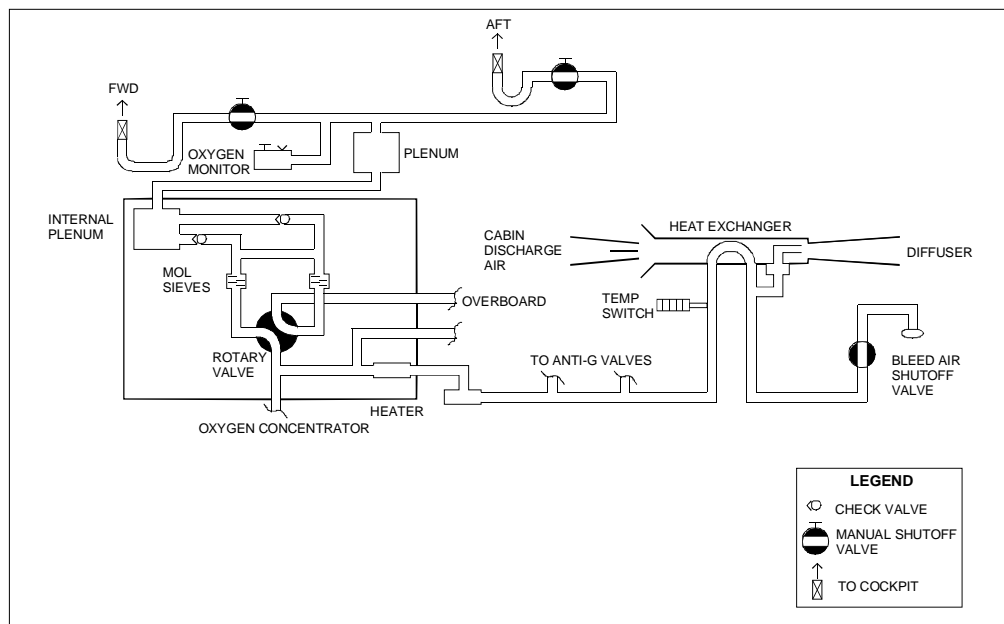 AFT
FWD
OXYGEN
MONITOR
PLENUM
INTERNAL
PLENUM
MOL
SIEVES
ROTARY
VALVE
OVERBOARD
HEATER
OXYGEN CONCENTRATOR
CABIN
DISCHARGE
AIR
HEAT EXCHANGER
DIFFUSER
TEMP
SWITCH
TO ANTI-G VALVES
BLEED AIR
SHUTOFF
VALVE
LEGEND
CHECK VALVE
MANUAL SHUTOFF
VALVE
TO COCKPIT